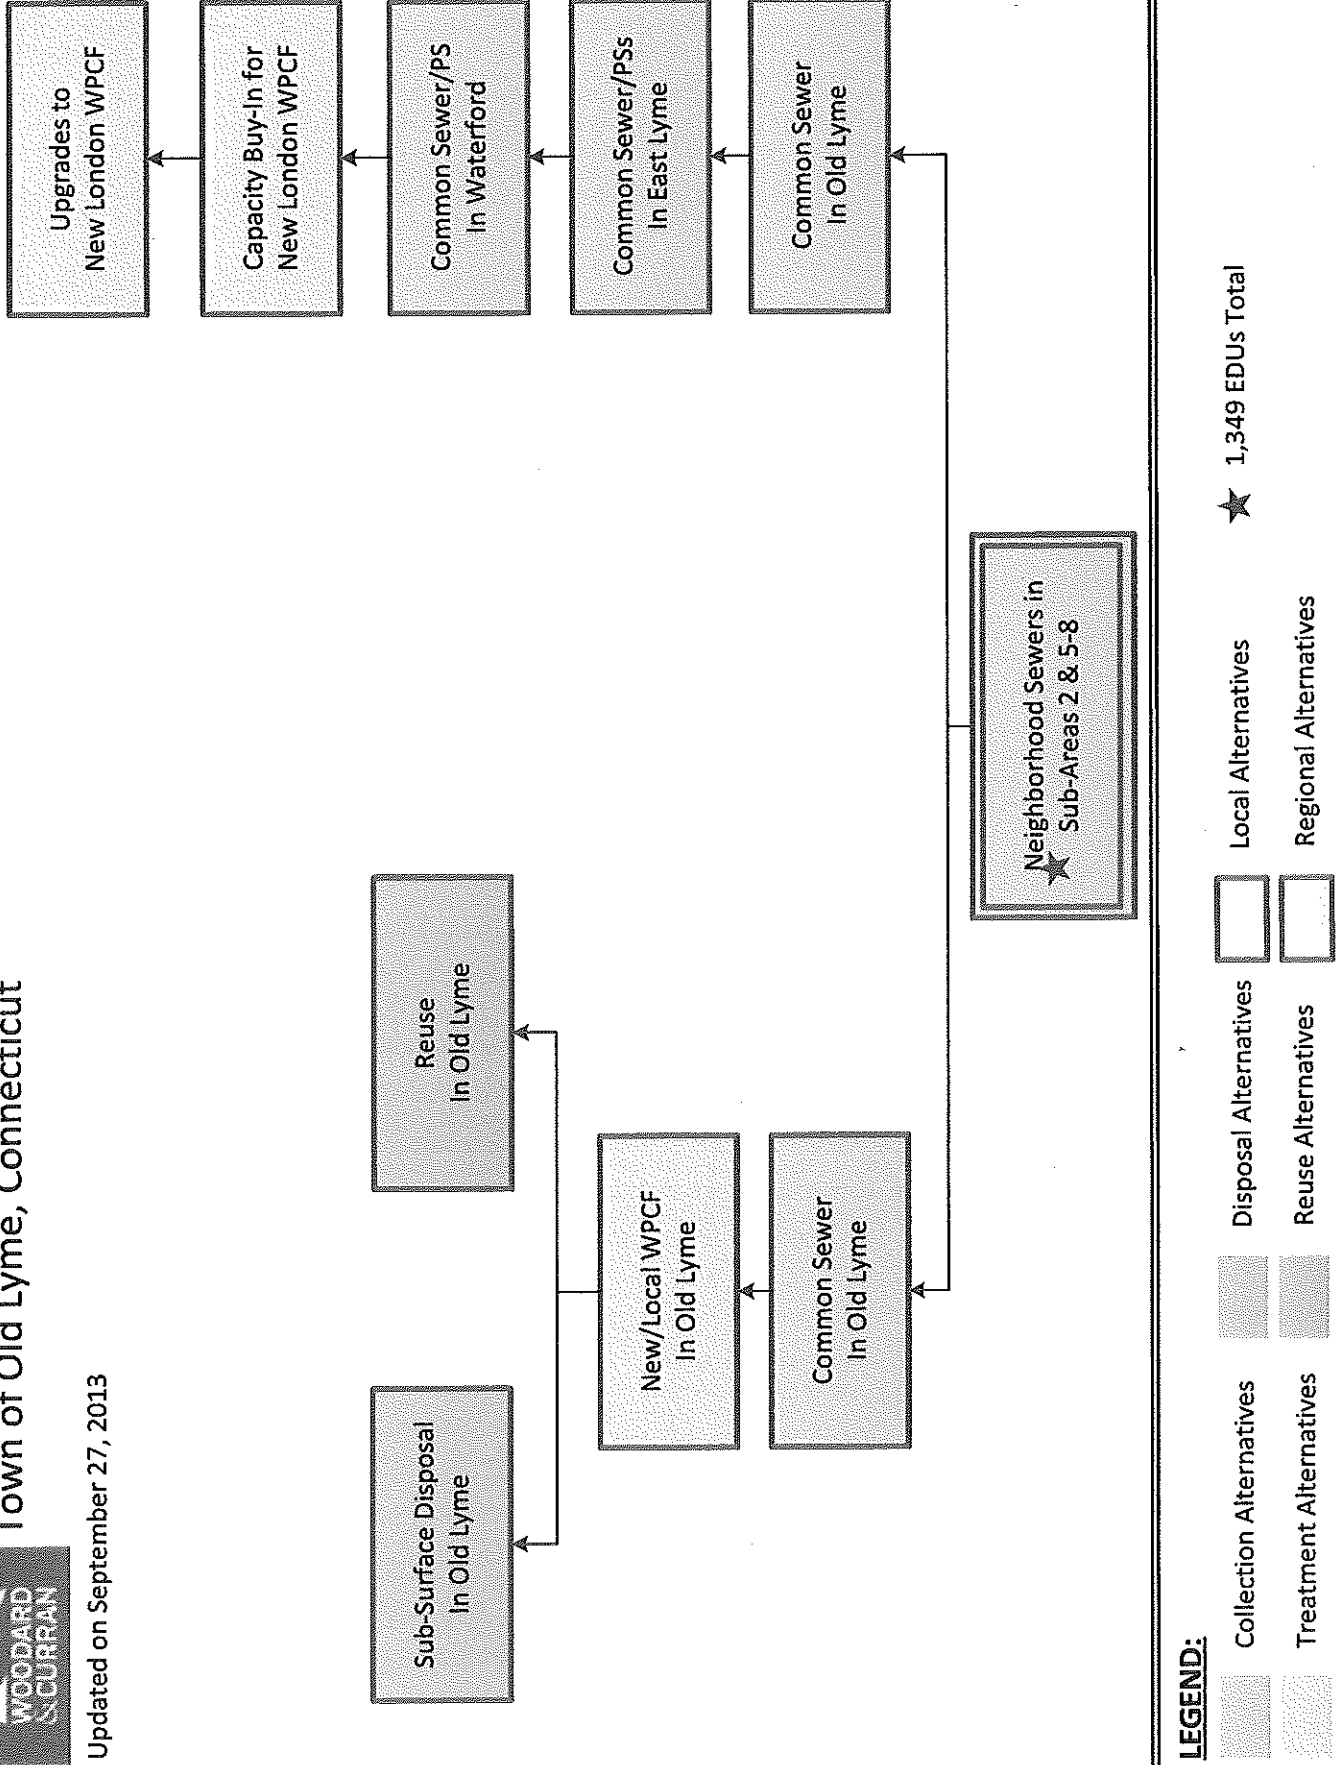 Town of Old Lyme, Connecticut
WOODARD
& CURRAN
Updated on September 27, 2013
Upgrades to
New London WPCF
Capacity Buy-In for
New London WPCF
Sub-Surface Disposal
In Old Lyme
Reuse
In Old Lyme
Common Sewer/PS
In Waterford
New/Local WPCF
In Old Lyme
Common Sewer/PSs
In East Lyme
Common Sewer
In Old Lyme
Common Sewer
In Old Lyme
Neighborhood Sewers in
Sub-Areas 2 & 5-8
LEGEND:
Collection Alternatives
Disposal Alternatives
Local Alternatives
1,349 EDUs Total
Treatment Alternatives
Reuse Alternatives
Regional Alternatives